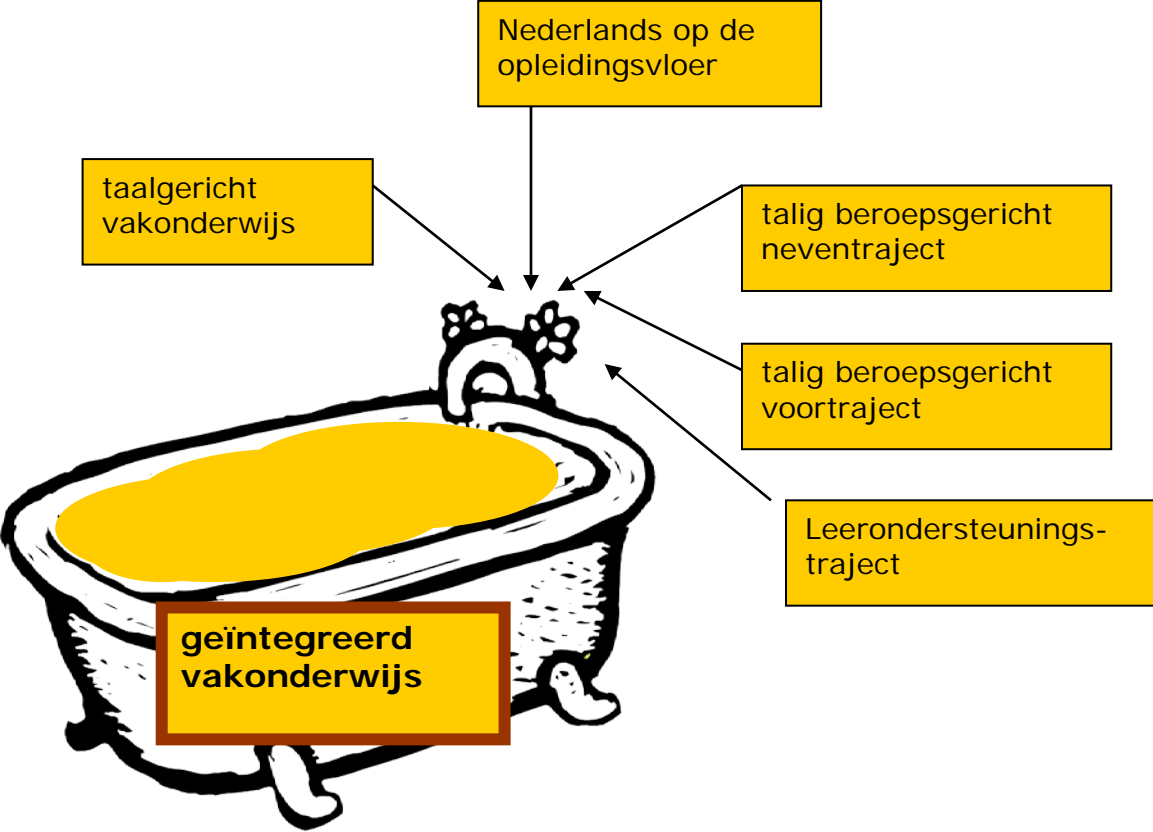 Nederlands op de
opleidingsvloer
taalgericht
vakonderwijs
talig beroepsgericht
neventraject
talig beroepsgericht
voortraject
Leerondersteunings-
traject
geïntegreerd
vakonderwijs